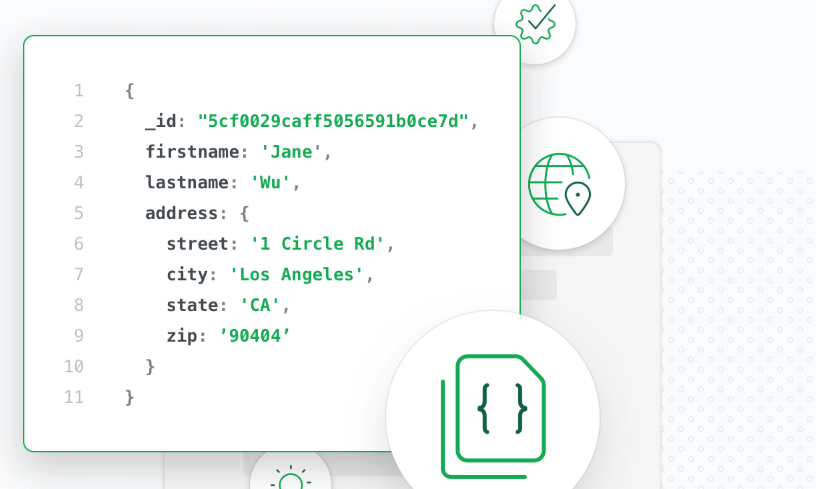 1 {
2 _id: "5cf0029caff5056591b0ce7d",
3 firstname: 'Jane',
4 lastname: 'Wu',
5 address: {
6 street: '1 Circle Rd',
7 city: 'Los Angeles',
8 state: 'CA',
9 zip: ’90404’
10 }
11 }
{ }